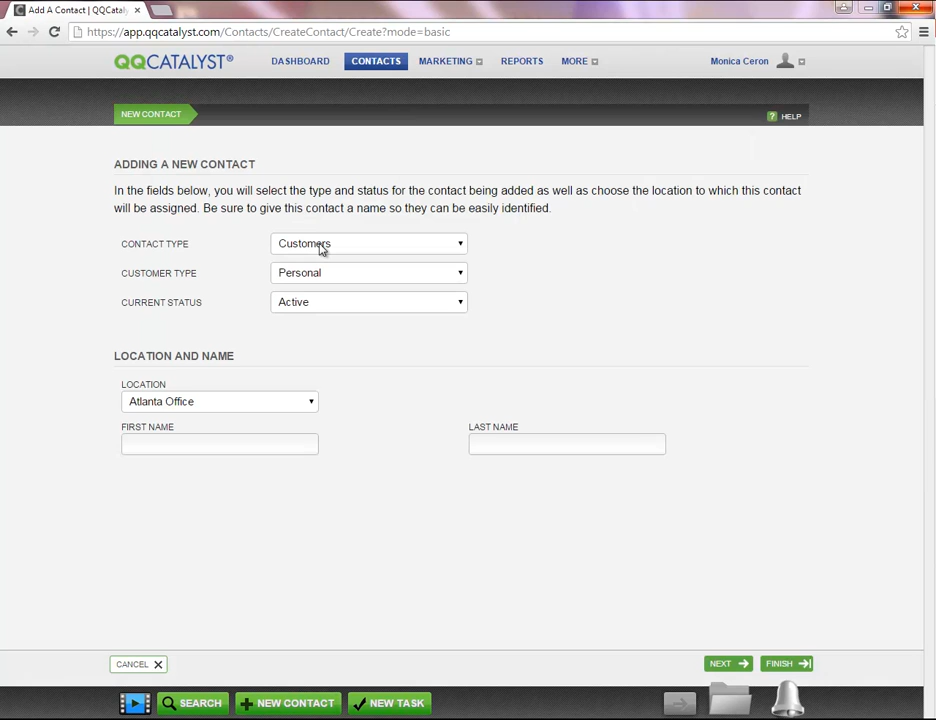 Add A Contact | QQCataly
https://app.qqcatalyst.com/Contacts/CreateContact/Create?mode=basic
QQCATALYST® DASHBOARD CONTACTS MARKETING REPORTS MORE Monica Ceron
NEW CONTACT ? HELP
ADDING A NEW CONTACT
In the fields below, you will select the type and status for the contact being added as well as choose the location to which this contact
will be assigned. Be sure to give this contact a name so they can be easily identified.
CONTACT TYPE Customers
CUSTOMER TYPE Personal
CURRENT STATUS Active
LOCATION AND NAME
LOCATION
Atlanta Office
FIRST NAME LAST NAME
CANCEL NEXT FINISH
SEARCH NEW CONTACT NEW TASK